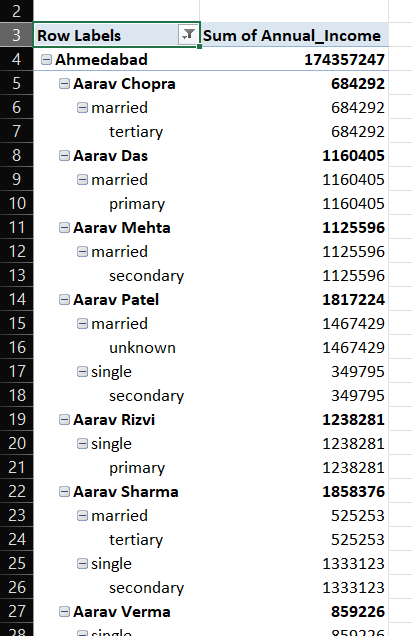 2
3 Row Labels Sum of Annual_Income
4 Ahmedabad 174357247
5 Aarav Chopra 684292
6 married 684292
7 tertiary 684292
8 Aarav Das 1160405
9 married 1160405
10 primary 1160405
11 Aarav Mehta 1125596
12 married 1125596
13 secondary 1125596
14 Aarav Patel 1817224
15 married 1467429
16 unknown 1467429
17 single 349795
18 secondary 349795
19 Aarav Rizvi 1238281
20 single 1238281
21 primary 1238281
22 Aarav Sharma 1858376
23 married 525253
24 tertiary 525253
25 single 1333123
26 secondary 1333123
27 Aarav Verma 859226
28 single 859226